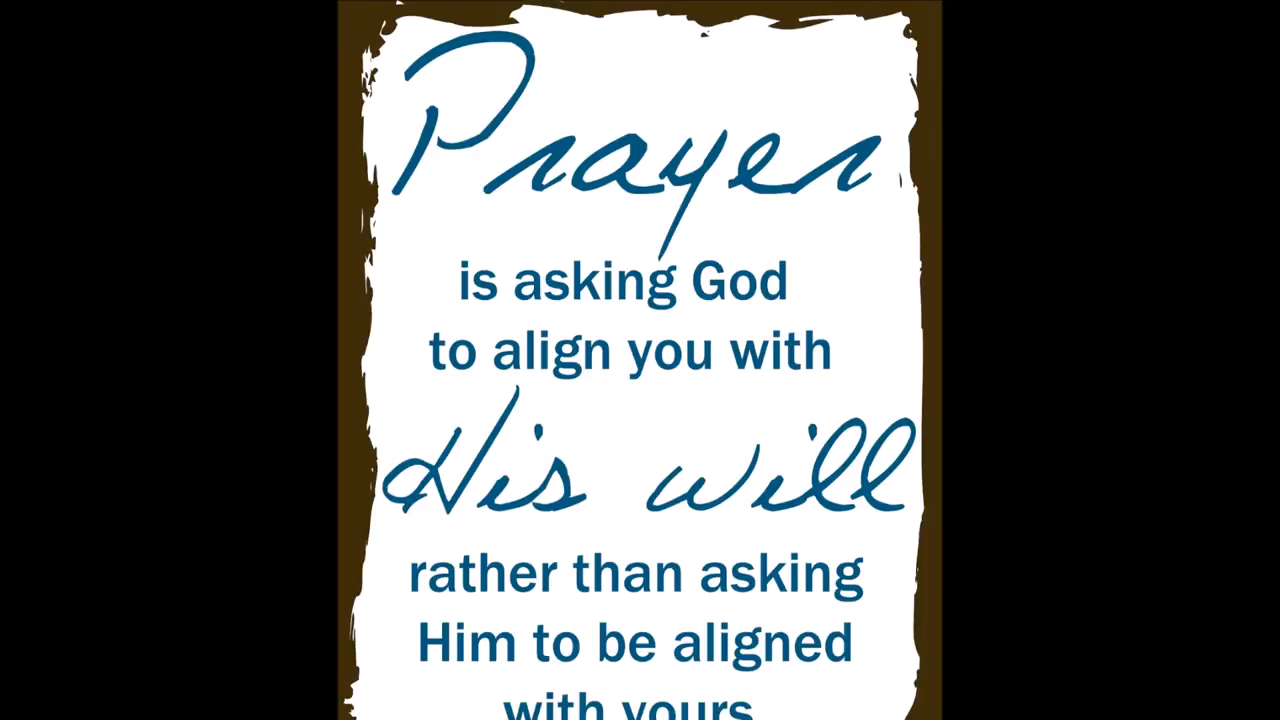 Prayer
is asking God
to align you with
His will
rather than asking
Him to be aligned
with yours